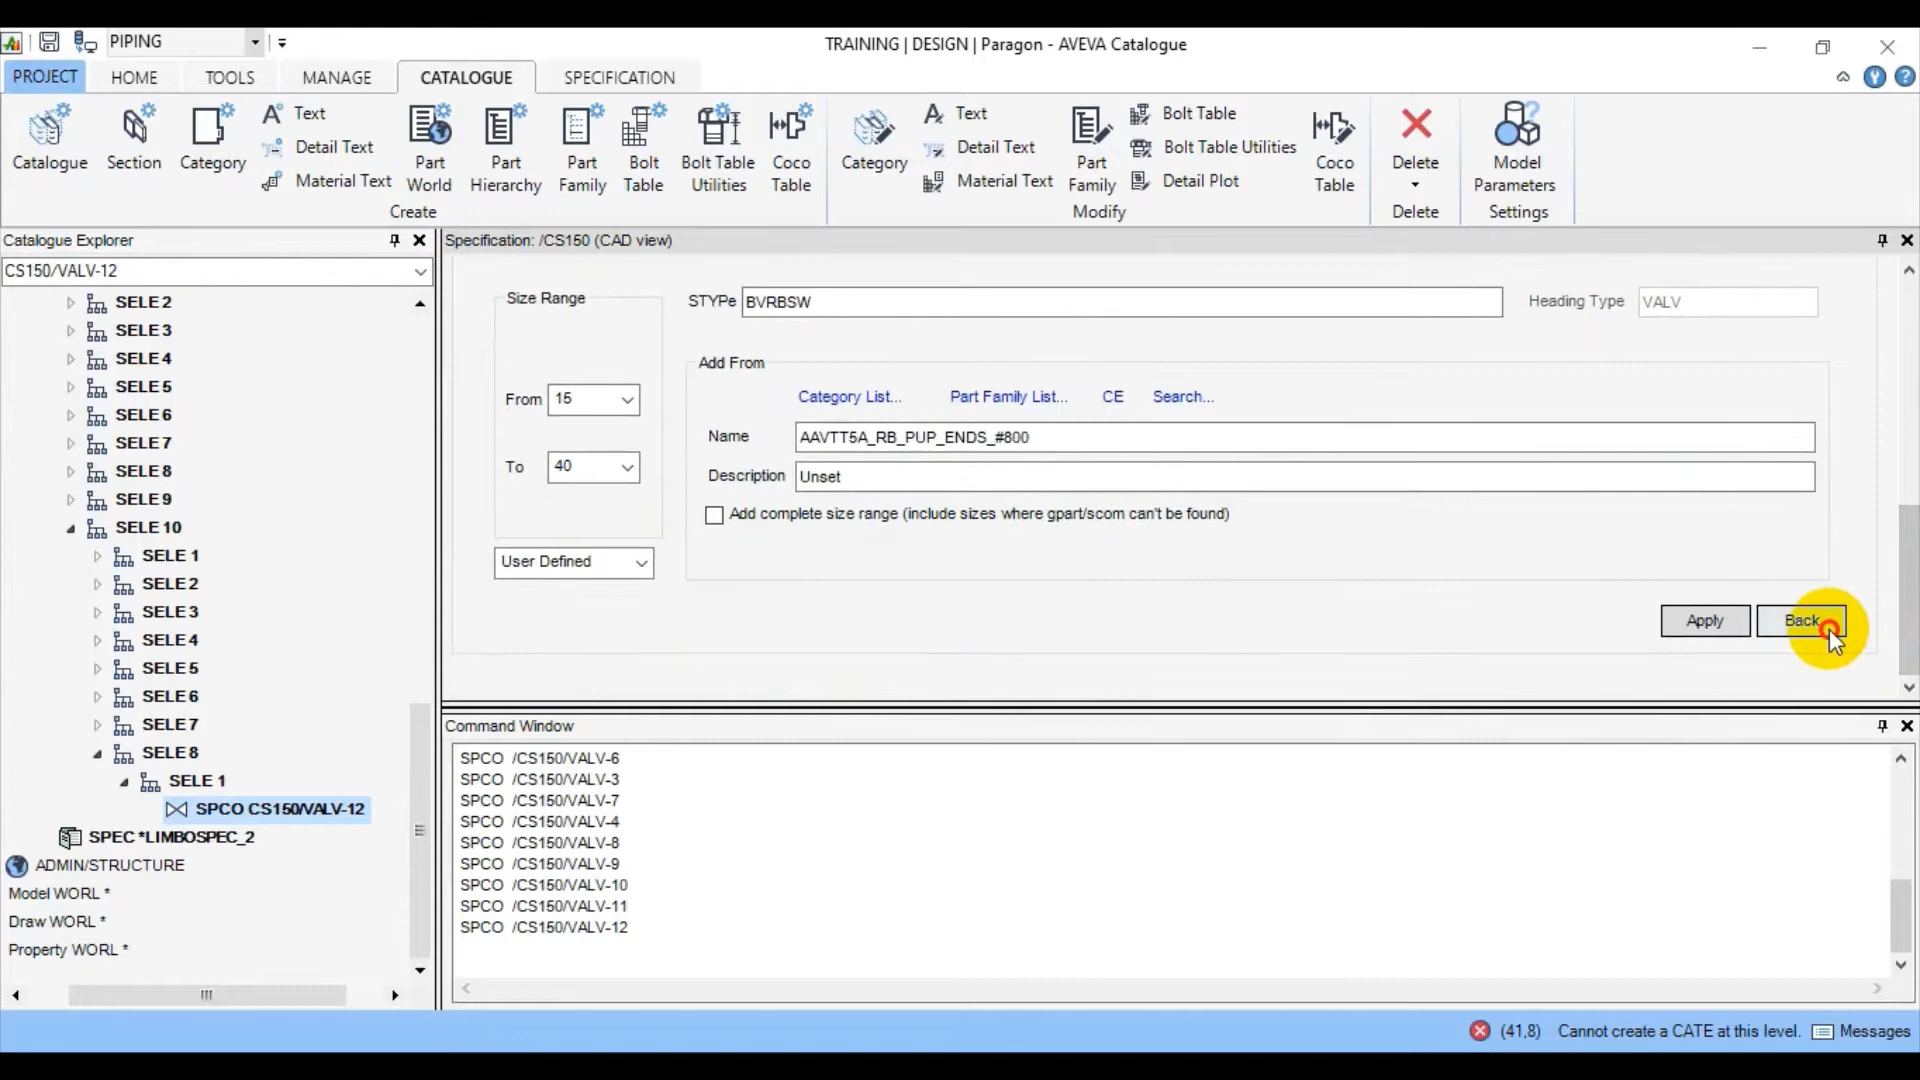 PIPING
TRAINING | DESIGN | Paragon - AVEVA Catalogue
PROJECT HOME TOOLS MANAGE CATALOGUE SPECIFICATION
Catalogue
Section
Category
Text
Detail Text
Material Text
Part World
Part Hierarchy
Part Family
Bolt Table
Bolt Table Utilities
Coco Table
Create
Category
Text
Detail Text
Material Text
Part Family
Bolt Table
Bolt Table Utilities
Detail Plot
Coco Table
Modify
Delete
Delete
Model Parameters
Settings
Catalogue Explorer
CS150/VALV-12
SELE 2
SELE 3
SELE 4
SELE 5
SELE 6
SELE 7
SELE 8
SELE 9
SELE 10
SELE 1
SELE 2
SELE 3
SELE 4
SELE 5
SELE 6
SELE 7
SELE 8
SELE 1
SPCO CS150/VALV-12
SPEC *LIMBOSPEC_2
ADMIN/STRUCTURE
Model WORL *
Draw WORL *
Property WORL *
Specification: /CS150 (CAD view)
Size Range
From 15
To 40
User Defined
STYPe BVRBSW
Heading Type VALV
Add From
Category List... Part Family List... CE Search...
Name AAVTT5A_RB_PUP_ENDS_#800
Description Unset
Add complete size range (include sizes where gpart/scom can't be found)
Apply Back
Command Window
SPCO /CS150/VALV-6
SPCO /CS150/VALV-3
SPCO /CS150/VALV-7
SPCO /CS150/VALV-4
SPCO /CS150/VALV-8
SPCO /CS150/VALV-9
SPCO /CS150/VALV-10
SPCO /CS150/VALV-11
SPCO /CS150/VALV-12
(41,8) Cannot create a CATE at this level. Messages